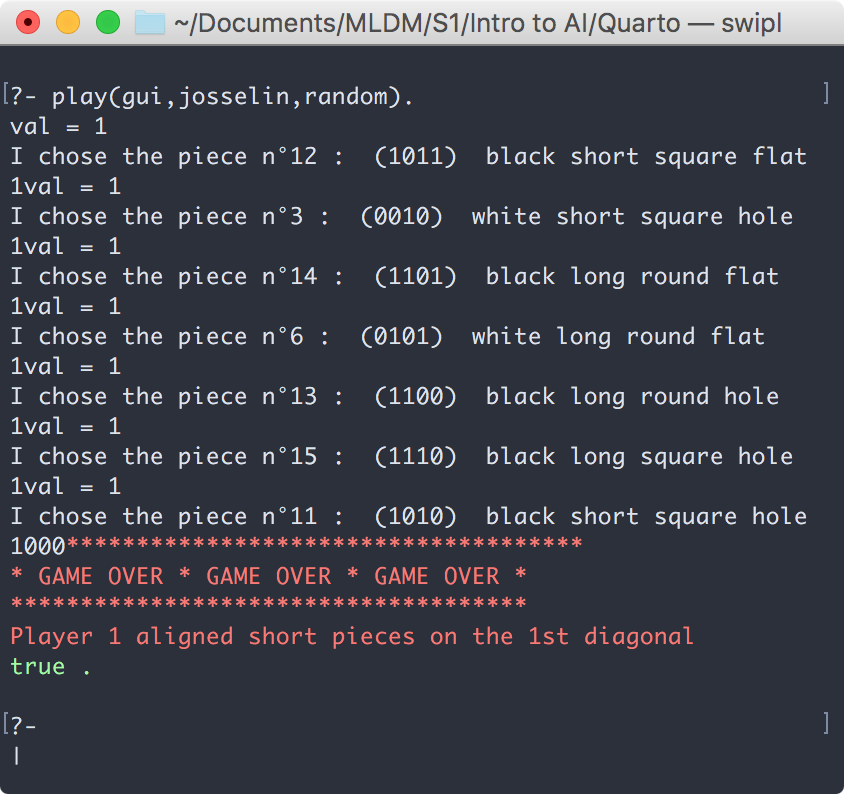 ~/Documents/MLDM/S1/Intro to AI/Quarto — swipl
[?- play(gui,josselin,random). ]
val = 1
I chose the piece n°12 :  (1011)  black short square flat
1val = 1
I chose the piece n°3 :  (0010)  white short square hole
1val = 1
I chose the piece n°14 :  (1101)  black long round flat
1val = 1
I chose the piece n°6 :  (0101)  white long round flat
1val = 1
I chose the piece n°13 :  (1100)  black long round hole
1val = 1
I chose the piece n°15 :  (1110)  black long square hole
1val = 1
I chose the piece n°11 :  (1010)  black short square hole
1000*************************************
* GAME OVER * GAME OVER * GAME OVER *
*************************************
Player 1 aligned short pieces on the 1st diagonal
true .
[?- ]
|